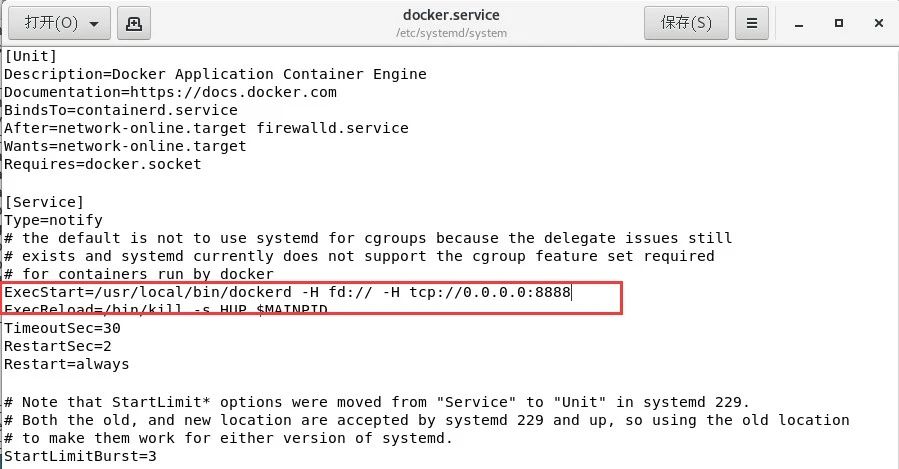 打开(O)
docker.service
/etc/systemd/system
保存(S)
[Unit]
Description=Docker Application Container Engine
Documentation=https://docs.docker.com
BindsTo=containerd.service
After=network-online.target firewalld.service
Wants=network-online.target
Requires=docker.socket
[Service]
Type=notify
# the default is not to use systemd for cgroups because the delegate issues still
# exists and systemd currently does not support the cgroup feature set required
# for containers run by docker
ExecStart=/usr/local/bin/dockerd -H fd:// -H tcp://0.0.0.0:8888
ExecReload=/bin/kill -s HUP $MAINPID
TimeoutSec=30
RestartSec=2
Restart=always
# Note that StartLimit* options were moved from "Service" to "Unit" in systemd 229.
# Both the old, and new location are accepted by systemd 229 and up, so using the old location
# to make them work for either version of systemd.
StartLimitBurst=3